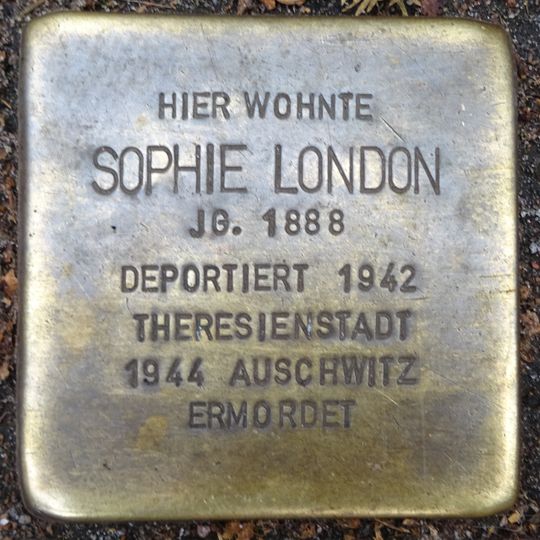 HIER WOHNTE
SOPHIE LONDON
JG. 1888
DEPORTIERT 1942
THERESIENSTADT
1944 AUSCHWITZ
ERMORDET